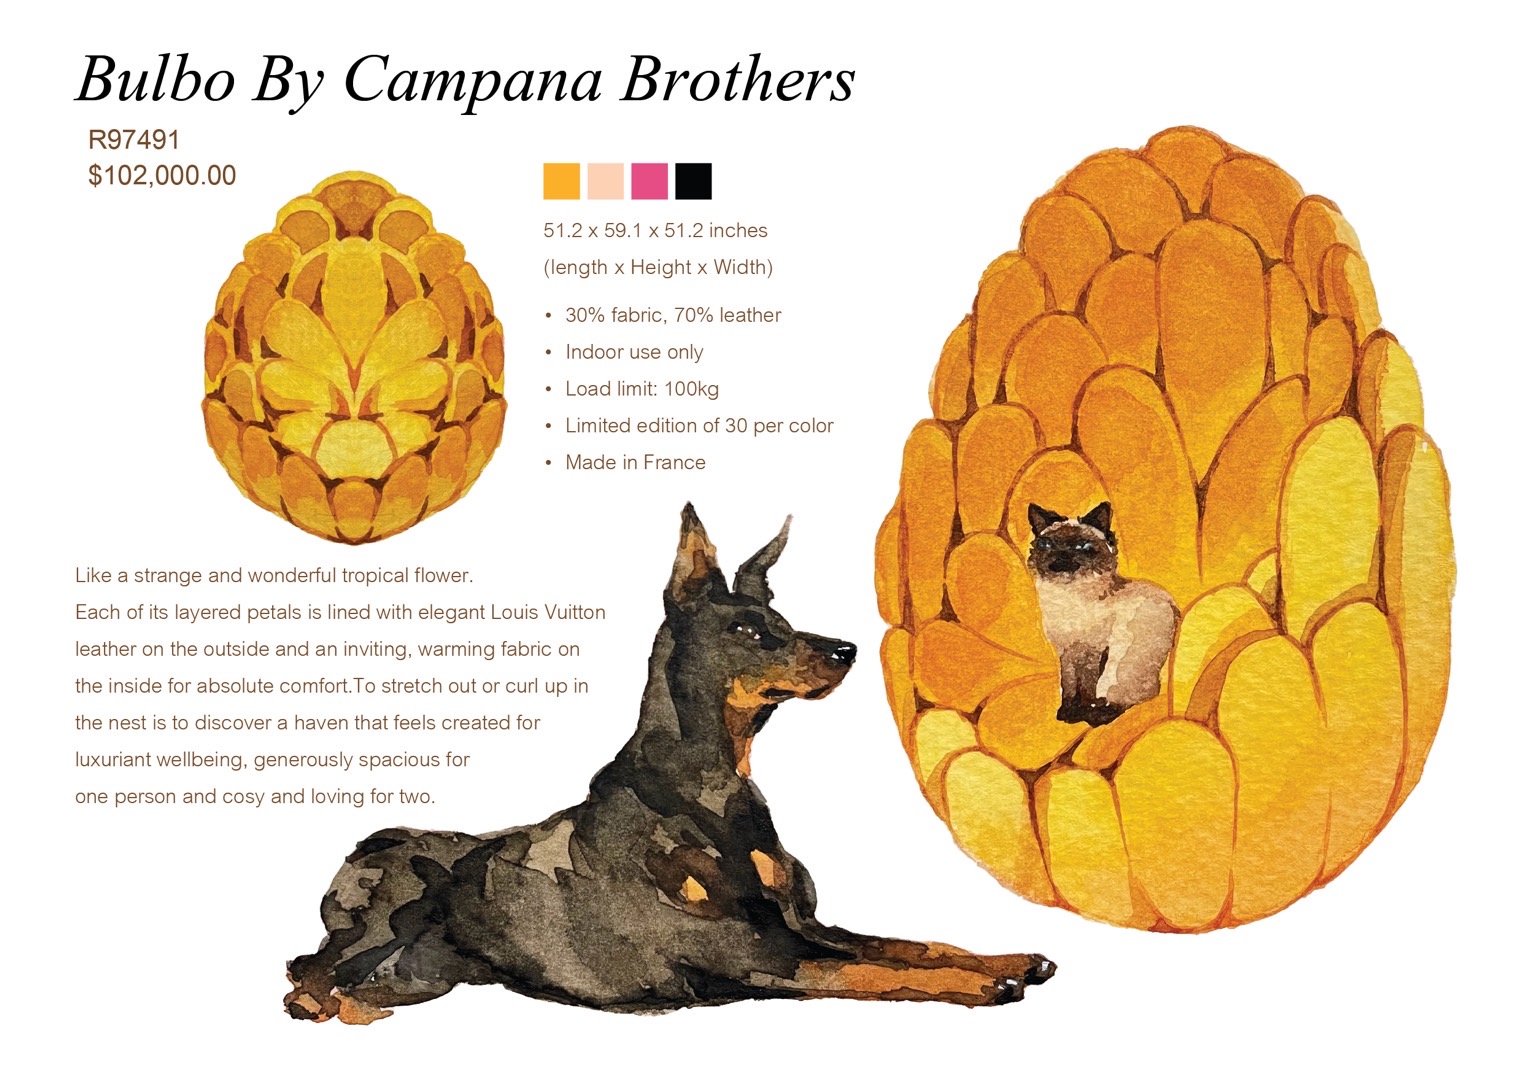 Bulbo By Campana Brothers
R97491
$102,000.00
51.2 x 59.1 x 51.2 inches
(length x Height x Width)
• 30% fabric, 70% leather
• Indoor use only
• Load limit: 100kg
• Limited edition of 30 per color
• Made in France
Like a strange and wonderful tropical flower.
Each of its layered petals is lined with elegant Louis Vuitton
leather on the outside and an inviting, warming fabric on
the inside for absolute comfort.To stretch out or curl up in
the nest is to discover a haven that feels created for
luxuriant wellbeing, generously spacious for
one person and cosy and loving for two.